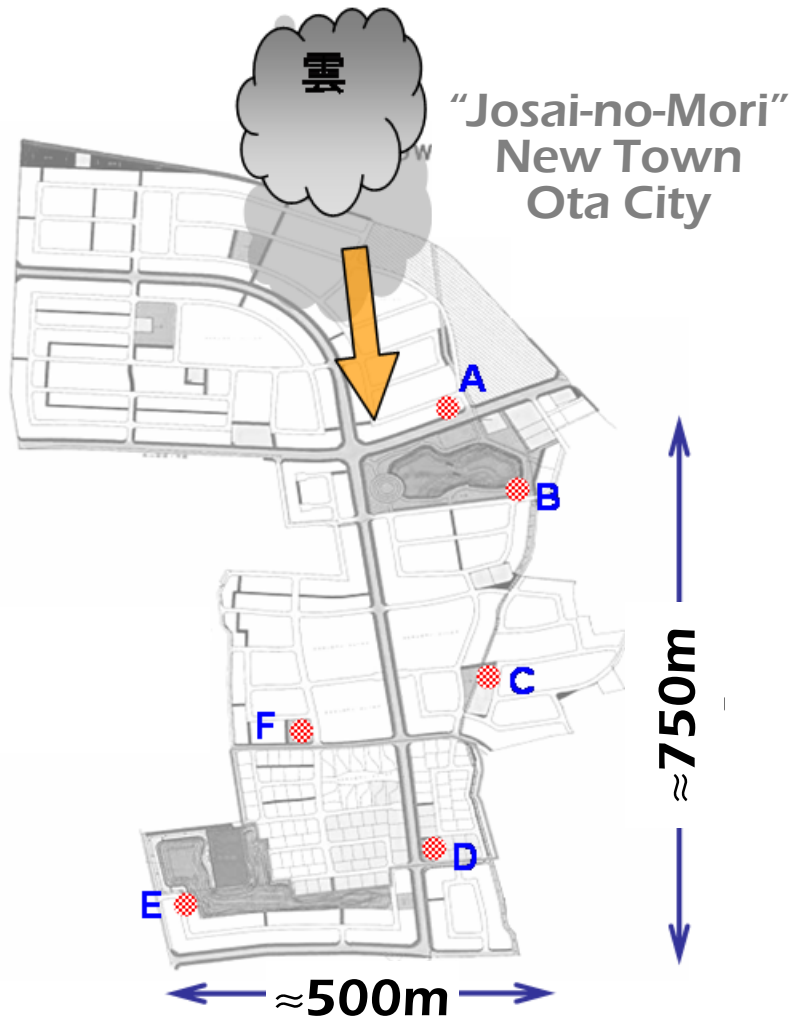 雲
“Josai-no-Mori”
New Town
Ota City
A
B
C
F
D
E
≈750m
≈500m